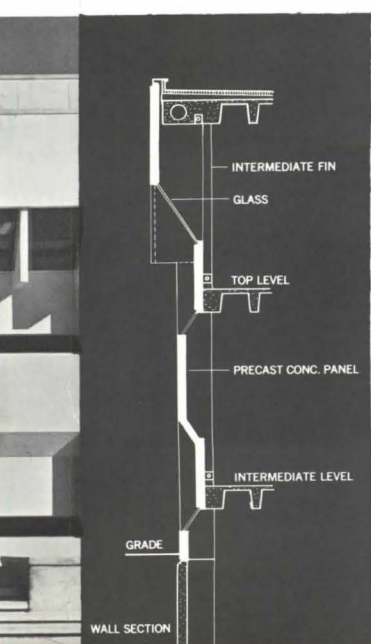 INTERMEDIATE FIN
GLASS
TOP LEVEL
PRECAST CONC. PANEL
INTERMEDIATE LEVEL
GRADE
WALL SECTION